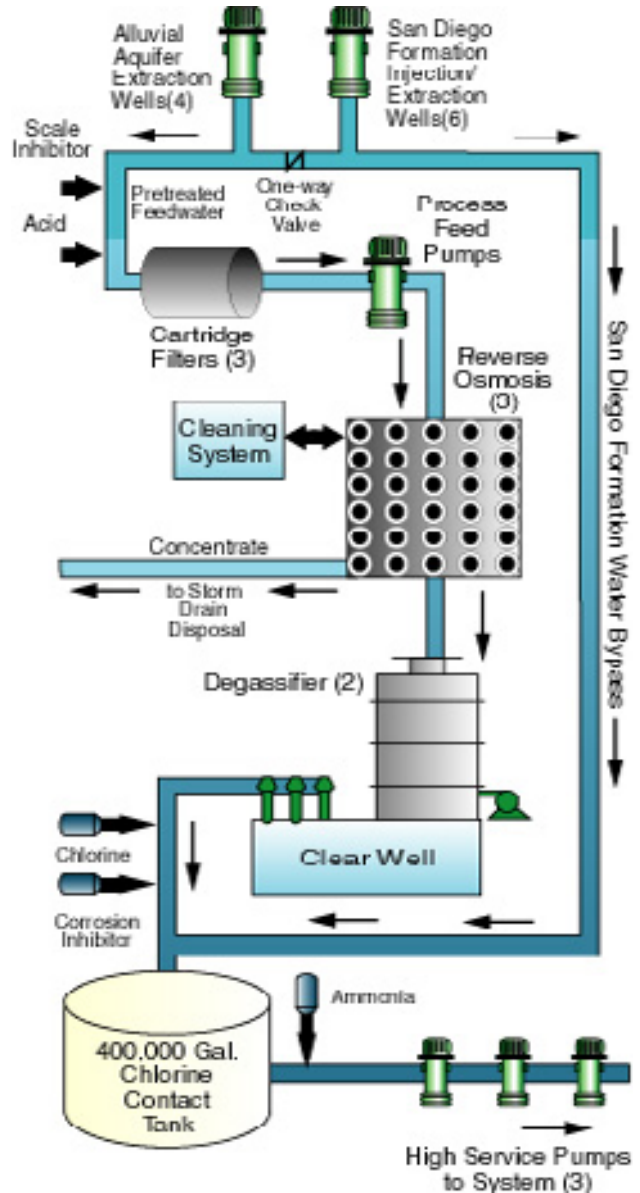 Alluvial
Aquifer
Extraction
Wells(4)
San Diego
Formation
Injection/
Extraction
Wells(6)
Scale
Inhibitor
Pretreated
Feedwater
One-way
Check
Valve
Process
Feed
Pumps
Acid
Cartridge
Filters (3)
Reverse
Osmosis
(3)
Cleaning
System
San Diego Formation Water Bypass
Concentrate
to Storm
Drain
Disposal
Degassifier (2)
Clear Well
Chlorine
Corrosion
Inhibitor
Ammonia
400,000 Gal.
Chlorine
Contact
Tank
High Service Pumps
to System (3)